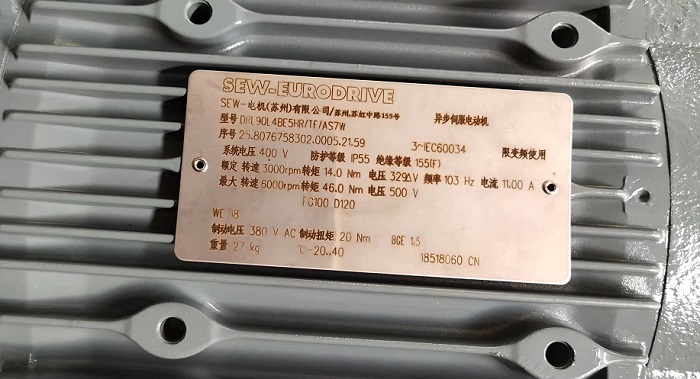 SEW-EURODRIVE
SEW-电机(苏州)有限公司/苏州,苏虹中路155号 异步伺服电动机
型号 DRL90L4BE5HR/TF/AS7W
序号 25.8076758302.0005.21.59 3~IEC60034 限变频使用
系统电压 400 V 防护等级 IP55 绝缘等级 155(F)
额定 转速 3000rpm 转矩 14.0 Nm 电压 329ΔV 频率 103 Hz 电流 11.00 A
最大 转速 6000rpm 转矩 46.0 Nm 电压 500 V
FG100 D120
WE 18
制动电压 380 V AC 制动扭矩 20 Nm BGE 1.5
重量 27 kg ℃-20..40 18518060 CN